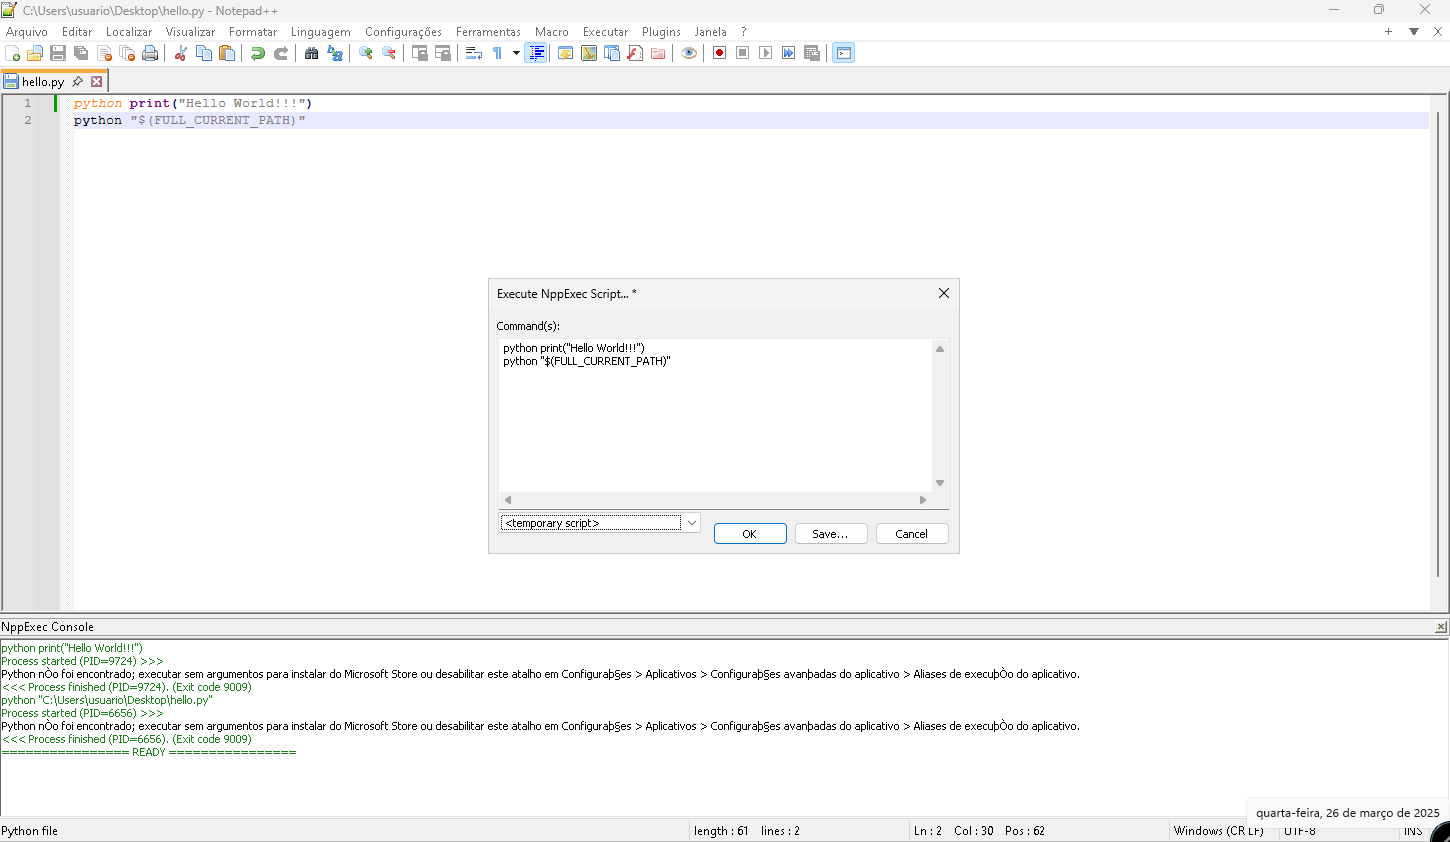 C:\Users\usuario\Desktop\hello.py - Notepad++
Arquivo Editar Localizar Visualizar Formatar Linguagem Configurações Ferramentas Macro Executar Plugins Janela ?
hello.py
1 python print("Hello World!!!")
2 python "$(FULL_CURRENT_PATH)"
Execute NppExec Script... *
Command(s):
python print("Hello World!!!")
python "$(FULL_CURRENT_PATH)"
<temporary script>
OK Save... Cancel
NppExec Console
python print("Hello World!!!")
Process started (PID=9724) >>>
Python nÒo foi encontrado; executar sem argumentos para instalar do Microsoft Store ou desabilitar este atalho em Configuraþ§es > Aplicativos > Configuraþ§es avanþadas do aplicativo > Aliases de execuþÒo do aplicativo.
<<< Process finished (PID=9724). (Exit code 9009)
python "C:\Users\usuario\Desktop\hello.py"
Process started (PID=6656) >>>
Python nÒo foi encontrado; executar sem argumentos para instalar do Microsoft Store ou desabilitar este atalho em Configuraþ§es > Aplicativos > Configuraþ§es avanþadas do aplicativo > Aliases de execuþÒo do aplicativo.
<<< Process finished (PID=6656). (Exit code 9009)
================ READY ================
quarta-feira, 26 de março de 2025
Python file length : 61 lines : 2 Ln : 2 Col : 30 Pos : 62 Windows (CR LF) UTF-8 INS